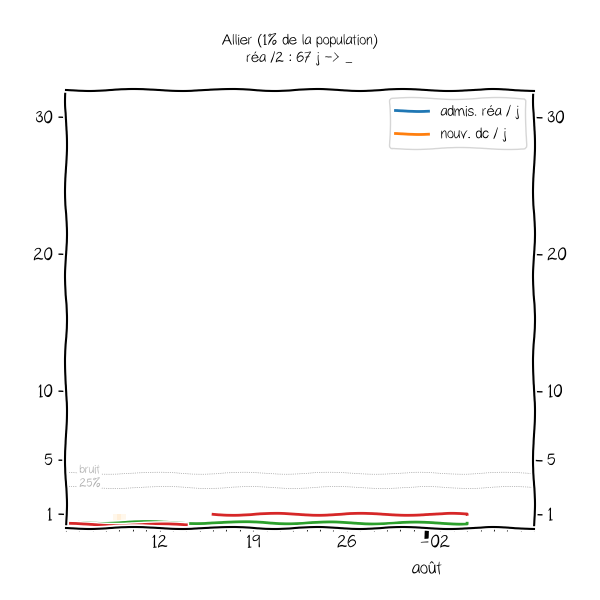 Allier (1% de la population)
réa /2 : 67 j -> _
admis. réa / j
nouv. dc / j
30
30
20
20
10
10
5
5
bruit
25%
1
1
12
19
26
02
août